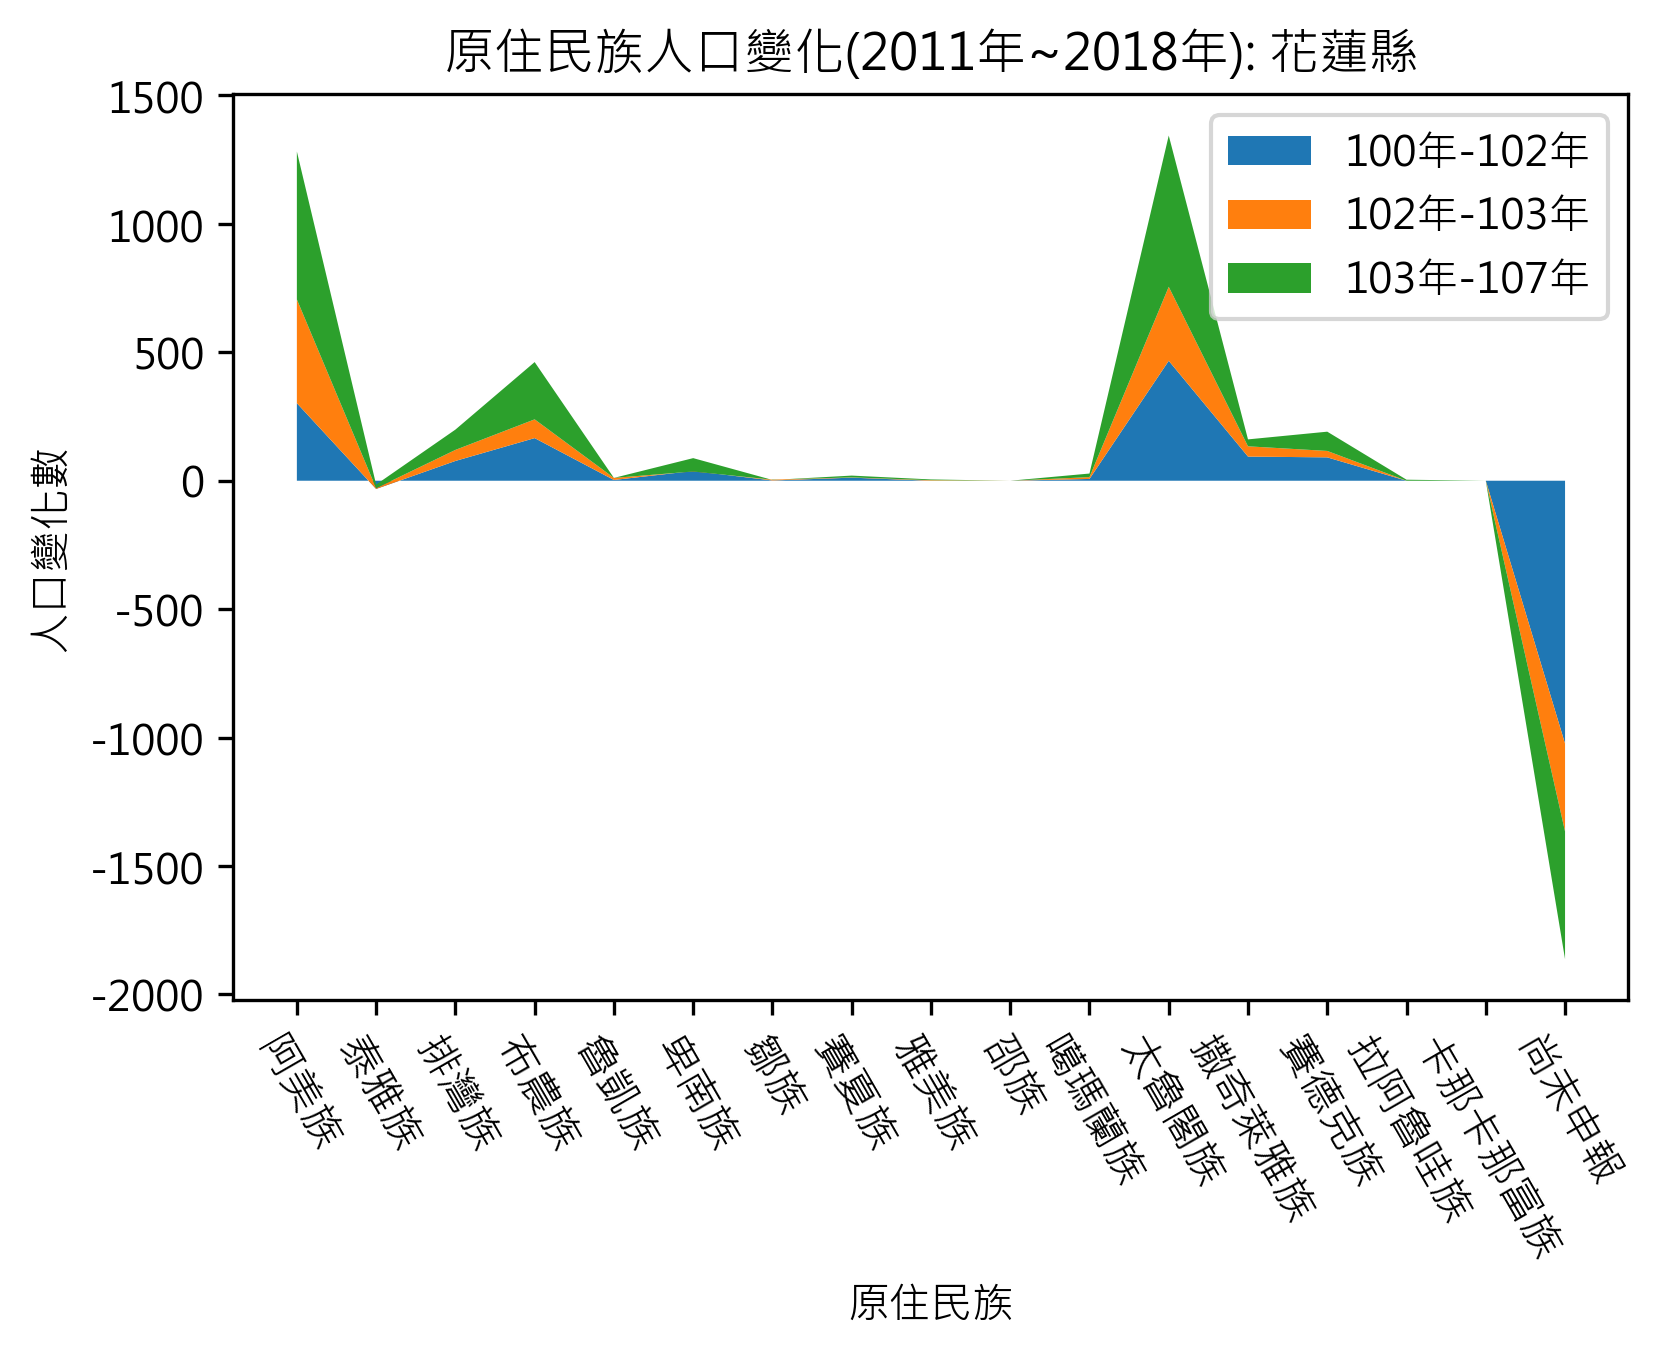 原住民族人口變化(2011年~2018年): 花蓮縣
100年-102年
102年-103年
103年-107年
人口變化數
1500
1000
500
0
-500
-1000
-1500
-2000
阿美族
泰雅族
排灣族
布農族
魯凱族
卑南族
鄒族
賽夏族
雅美族
邵族
噶瑪蘭族
太魯閣族
撒奇萊雅族
賽德克族
拉阿魯哇族
卡那卡那富族
尚未申報
原住民族